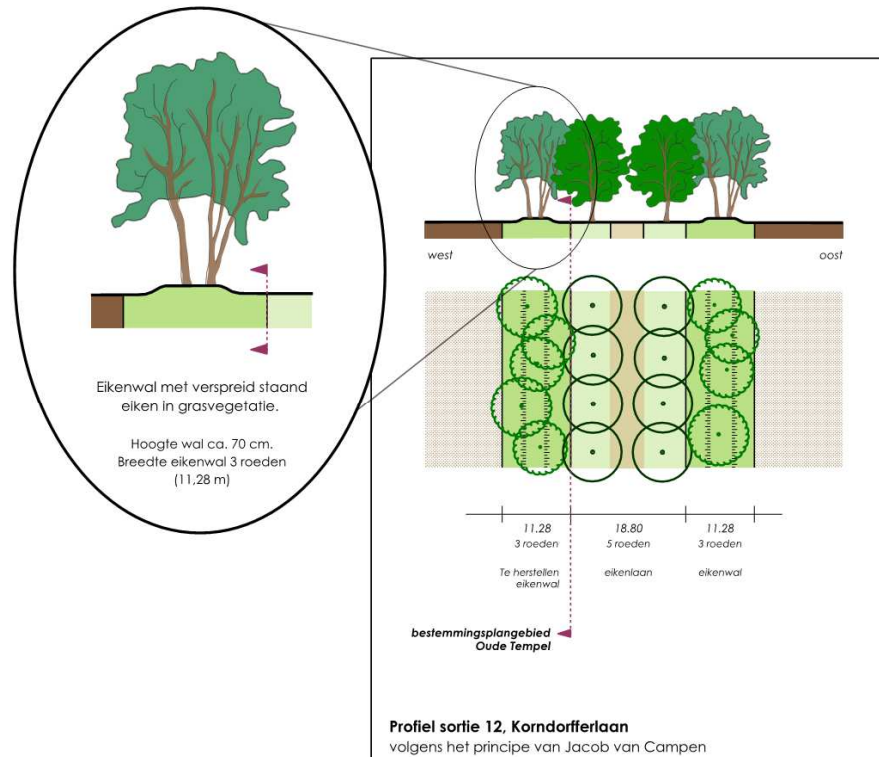 Eikenwal met verspreid staand
eiken in grasvegetatie.
Hoogte wal ca. 70 cm.
Breedte eikenwal 3 roeden
(11,28 m)
west
oost
11.28
3 roeden
Te herstellen
eikenwal
18.80
5 roeden
eikenlaan
11.28
3 roeden
eikenwal
bestemmingsplangebied
Oude Tempel
Profiel sortie 12, Korndorfferlaan
volgens het principe van Jacob van Campen